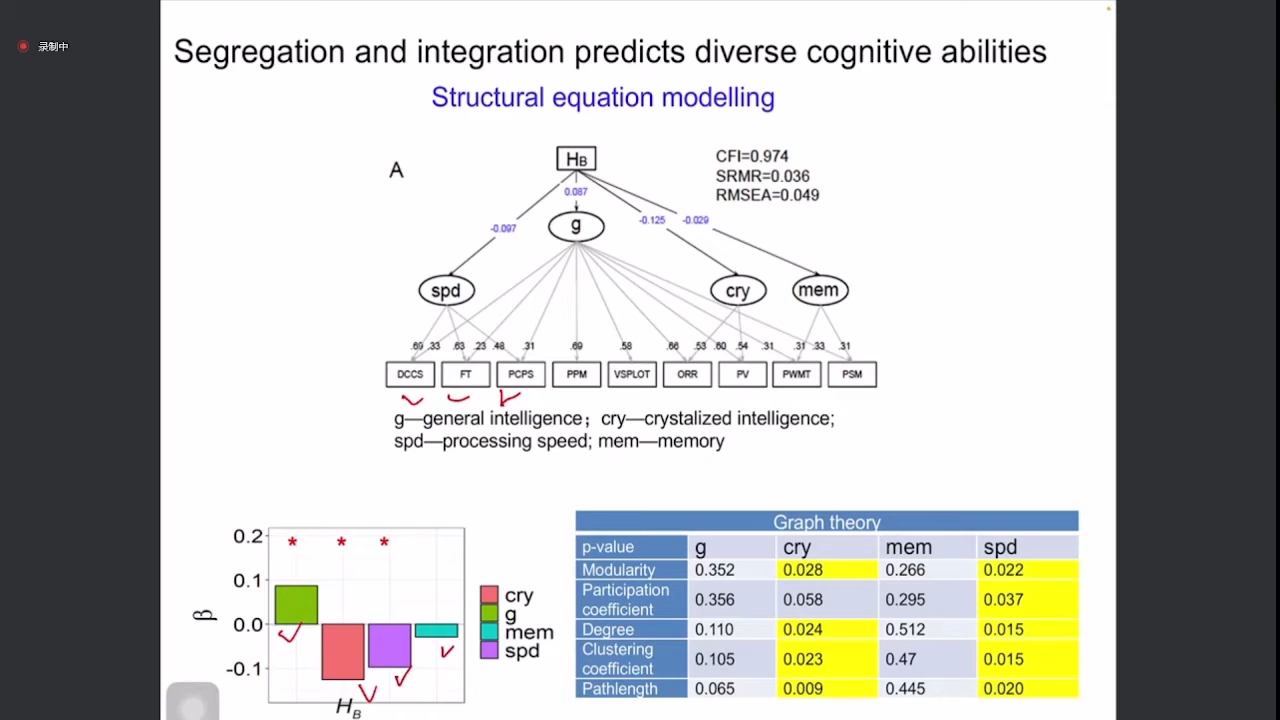 录制中
Segregation and integration predicts diverse cognitive abilities
Structural equation modelling
A
HB
CFI=0.974
SRMR=0.036
RMSEA=0.049
0.087
-0.097
g
-0.125 -0.029
spd
cry
mem
.69 .33 .63 .23 .48 .31 .69 .58 .66 .53 .60 .54 .31 .31 .33 .31
DCCS FT PCPS PPM VSPLOT ORR PV PWMT PSM
g—general intelligence; cry—crystalized intelligence;
spd—processing speed; mem—memory
0.2
0.1
0.0
-0.1
β
* * *
HB
cry
g
mem
spd
Graph theory
p-value g cry mem spd
Modularity 0.352 0.028 0.266 0.022
Participation coefficient 0.356 0.058 0.295 0.037
Degree 0.110 0.024 0.512 0.015
Clustering coefficient 0.105 0.023 0.47 0.015
Pathlength 0.065 0.009 0.445 0.020